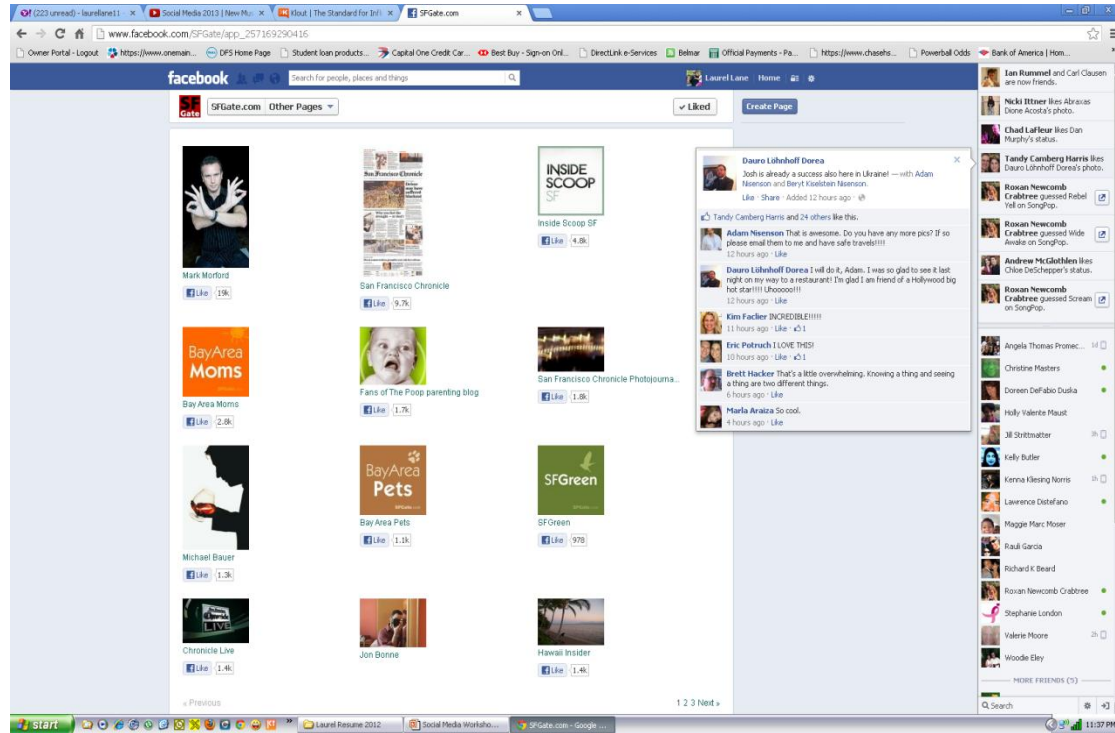 (223 unread) - laurellane11 -
Social Media 2013 | New Mus
Klout | The Standard for Infl
SFGate.com
www.facebook.com/SFGate/app_257169290416
Owner Portal - Logout
https://www.onemain...
DFS Home Page
Student loan products...
Capital One Credit Car...
Best Buy - Sign-on Onl...
DirectLink e-Services
Belmar
Official Payments - Pa...
https://www.chasehs...
Powerball Odds
Bank of America | Hom...
facebook
Search for people, places and things
Laurel Lane
Home
SF Gate
SFGate.com
Other Pages
Liked
Create Page
San Francisco Chronicle
INSIDE
SCOOP
SF
Inside Scoop SF
Like 4.8k
Mark Morford
Like 19k
San Francisco Chronicle
Like 9.7k
BayArea
Moms
Bay Area Moms
Like 2.8k
Fans of The Poop parenting blog
Like 1.7k
San Francisco Chronicle Photojourna...
Like 1.8k
Michael Bauer
Like 1.3k
BayArea
Pets
Bay Area Pets
Like 1.1k
SFGreen
SFGreen
Like 978
LIVE
Chronicle Live
Like 1.4k
Jon Bonne
Hawaii Insider
Like 1.4k
« Previous
1 2 3 Next »
Dauro Löhnhoff Dorea
Josh is already a success also here in Ukraine! — with Adam
Nisenson and Beryt Kiselstein Nisenson.
Like · Share · Added 12 hours ago ·
Tandy Camberg Harris and 24 others like this.
Adam Nisenson That is awesome. Do you have any more pics? If so
please email them to me and have safe travels!!!!
12 hours ago · Like
Dauro Löhnhoff Dorea I will do it, Adam. I was so glad to see it last
night on my way to a restaurant! I'm glad I am friend of a Hollywood big
hot star!!!! Uhooooo!!!
12 hours ago · Like
Kim Faclier INCREDIBLE!!!!!
11 hours ago · Like · 1
Eric Potruch I LOVE THIS!
10 hours ago · Like · 1
Brett Hacker That's a little overwhelming. Knowing a thing and seeing
a thing are two different things.
6 hours ago · Like
Marla Araiza So cool.
4 hours ago · Like
Ian Rummel and Carl Clausen
are now friends.
Nicki Ittner likes Abraxas
Dione Acosta's photo.
Chad LaFleur likes Dan
Murphy's status.
Tandy Camberg Harris likes
Dauro Löhnhoff Dorea's photo.
Roxan Newcomb
Crabtree guessed Rebel
Yell on SongPop.
Roxan Newcomb
Crabtree guessed Wide
Awake on SongPop.
Andrew McGlothlen likes
Chloe DeSchepper's status.
Roxan Newcomb
Crabtree guessed Scream
on SongPop.
Angela Thomas Promec...
Christine Masters
Doreen DeFabio Duska
Holly Valente Maust
Jill Strittmatter
Kelly Butler
Kenna Kliesing Norris
Lawrence Distefano
Maggie Marc Moser
Rauli Garcia
Richard K Beard
Roxan Newcomb Crabtree
Stephanie London
Valerie Moore 2h
Woodie Eley
MORE FRIENDS (5)
Search
start
Laurel Resume 2012
Social Media Worksho...
SFGate.com - Google ...
11:37 PM